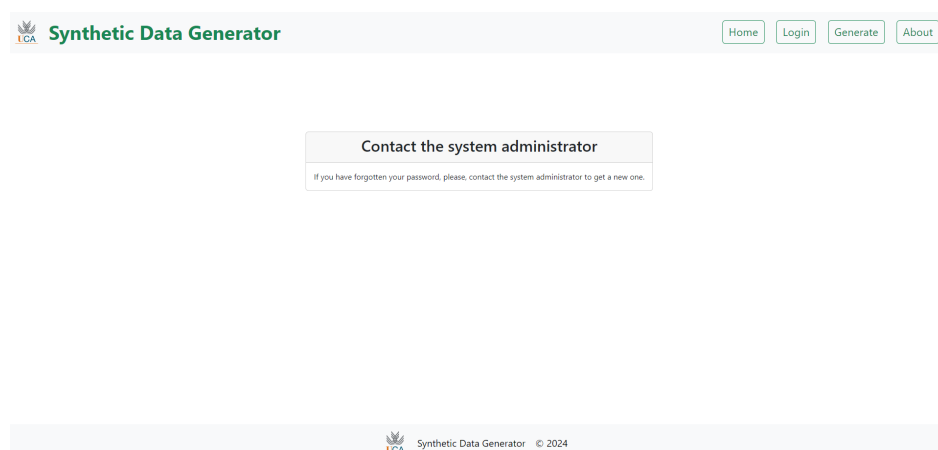 UCA Synthetic Data Generator Home Login Generate About
Contact the system administrator
If you have forgotten your password, please, contact the system administrator to get a new one.
UCA Synthetic Data Generator © 2024